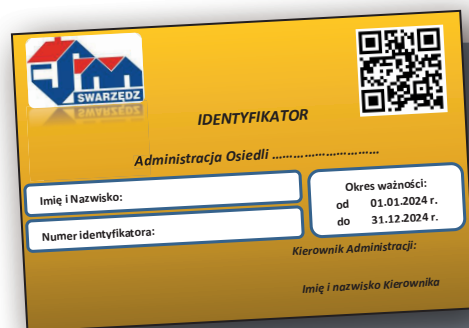 SM
SWARZĘDZ
IDENTYFIKATOR
Administracja Osiedli ..............................
Imię i Nazwisko:
Numer identyfikatora:
Okres ważności:
od 01.01.2024 r.
do 31.12.2024 r.
Kierownik Administracji:
Imię i nazwisko Kierownika